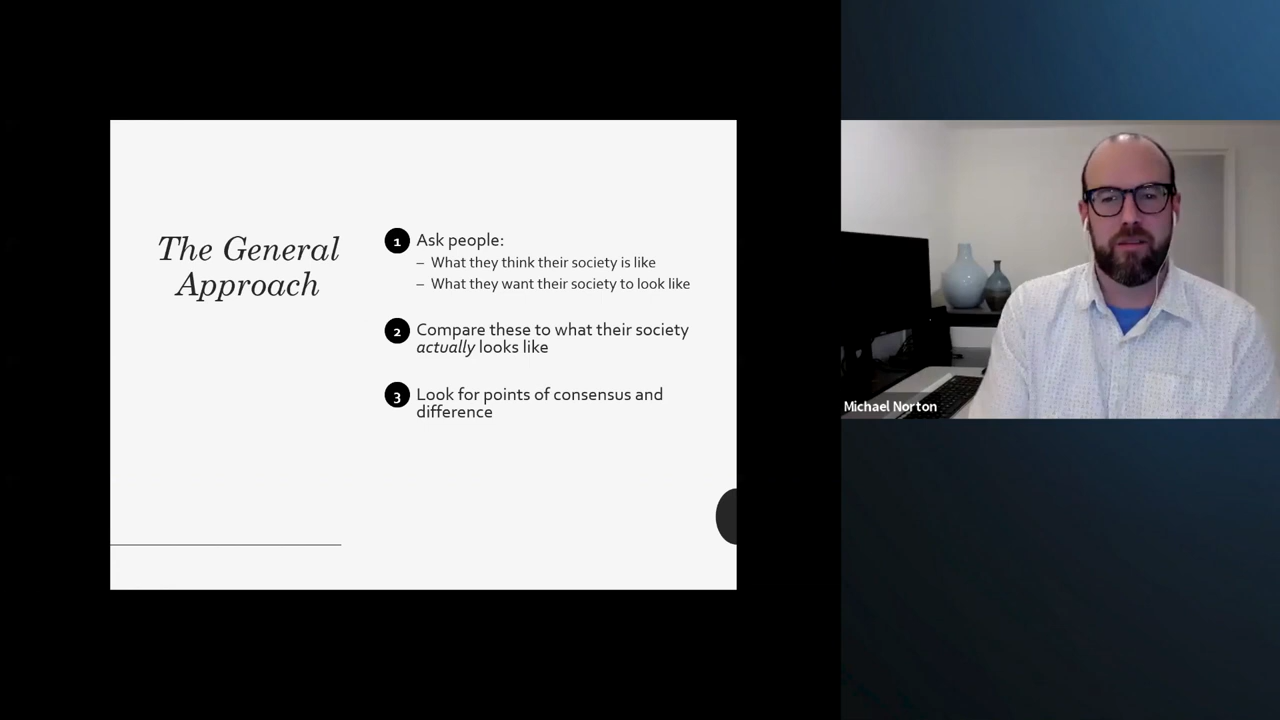 The General
Approach
1 Ask people:
– What they think their society is like
– What they want their society to look like
2 Compare these to what their society
actually looks like
3 Look for points of consensus and
difference
Michael Norton